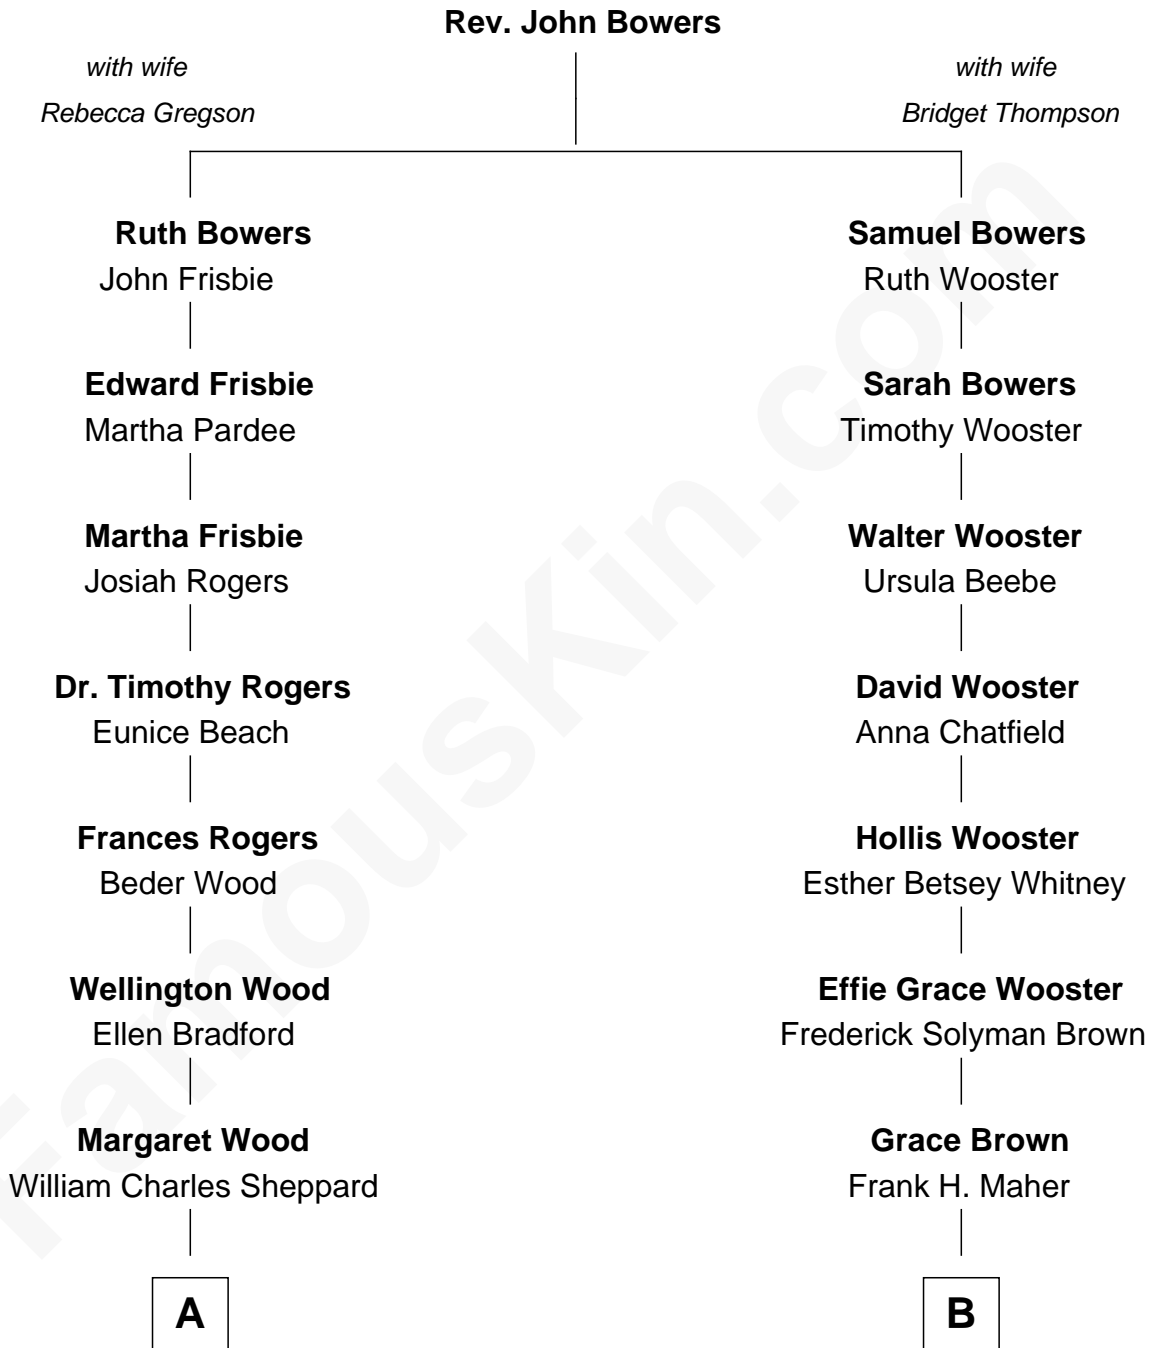 Rev. John Bowers
with wife
Rebecca Gregson
with wife
Bridget Thompson
Ruth Bowers
John Frisbie
Samuel Bowers
Ruth Wooster
Edward Frisbie
Martha Pardee
Sarah Bowers
Timothy Wooster
Martha Frisbie
Josiah Rogers
Walter Wooster
Ursula Beebe
Dr. Timothy Rogers
Eunice Beach
David Wooster
Anna Chatfield
Frances Rogers
Beder Wood
Hollis Wooster
Esther Betsey Whitney
Wellington Wood
Ellen Bradford
Effie Grace Wooster
Frederick Solyman Brown
Margaret Wood
William Charles Sheppard
Grace Brown
Frank H. Maher
A
B
FamousKin.com